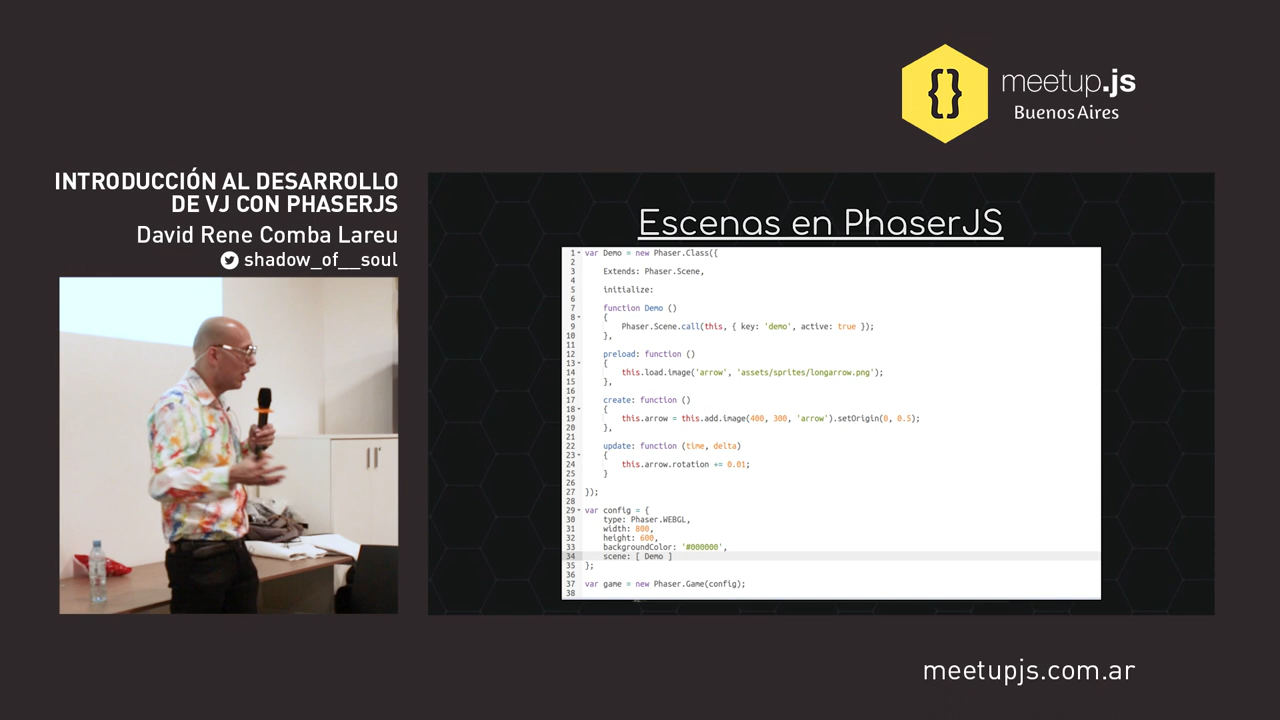 {}
meetup.js
Buenos Aires
INTRODUCCIÓN AL DESARROLLO
DE VJ CON PHASERJS
David Rene Comba Lareu
shadow_of__soul
Escenas en PhaserJS
1 var Demo = new Phaser.Class({
2
3 Extends: Phaser.Scene,
4
5 initialize:
6
7 function Demo ()
8 {
9 Phaser.Scene.call(this, { key: 'demo', active: true });
10 },
11
12 preload: function ()
13 {
14 this.load.image('arrow', 'assets/sprites/longarrow.png');
15 },
16
17 create: function ()
18 {
19 this.arrow = this.add.image(400, 300, 'arrow').setOrigin(0, 0.5);
20 },
21
22 update: function (time, delta)
23 {
24 this.arrow.rotation += 0.01;
25 }
26
27 });
28
29 var config = {
30 type: Phaser.WEBGL,
31 width: 800,
32 height: 600,
33 backgroundColor: '#000000',
34 scene: [ Demo ]
35 };
36
37 var game = new Phaser.Game(config);
38
meetupjs.com.ar